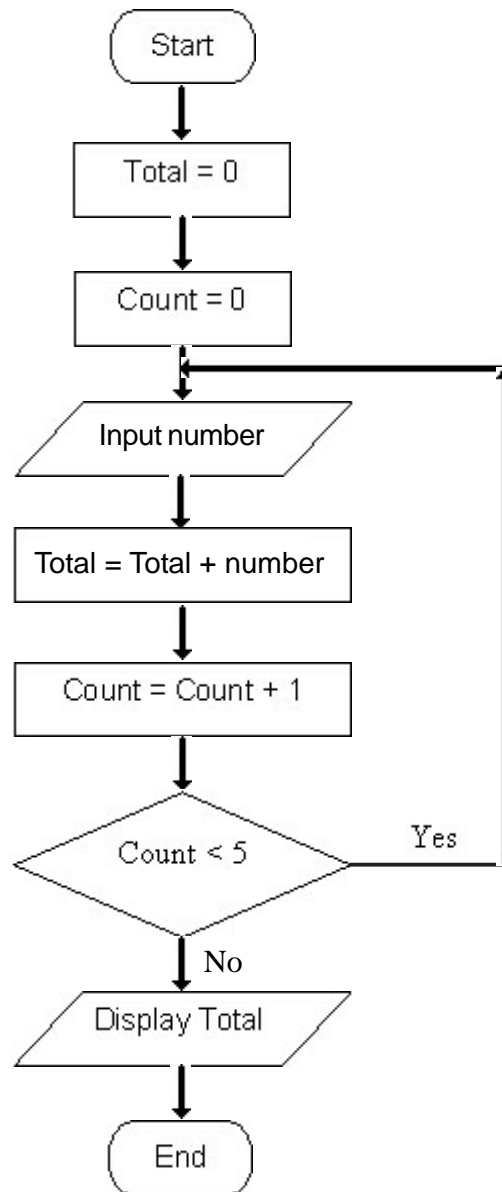 Start
Total = 0
Count = 0
Input number
Total = Total + number
Count = Count + 1
Count < 5
Yes
No
Display Total
End